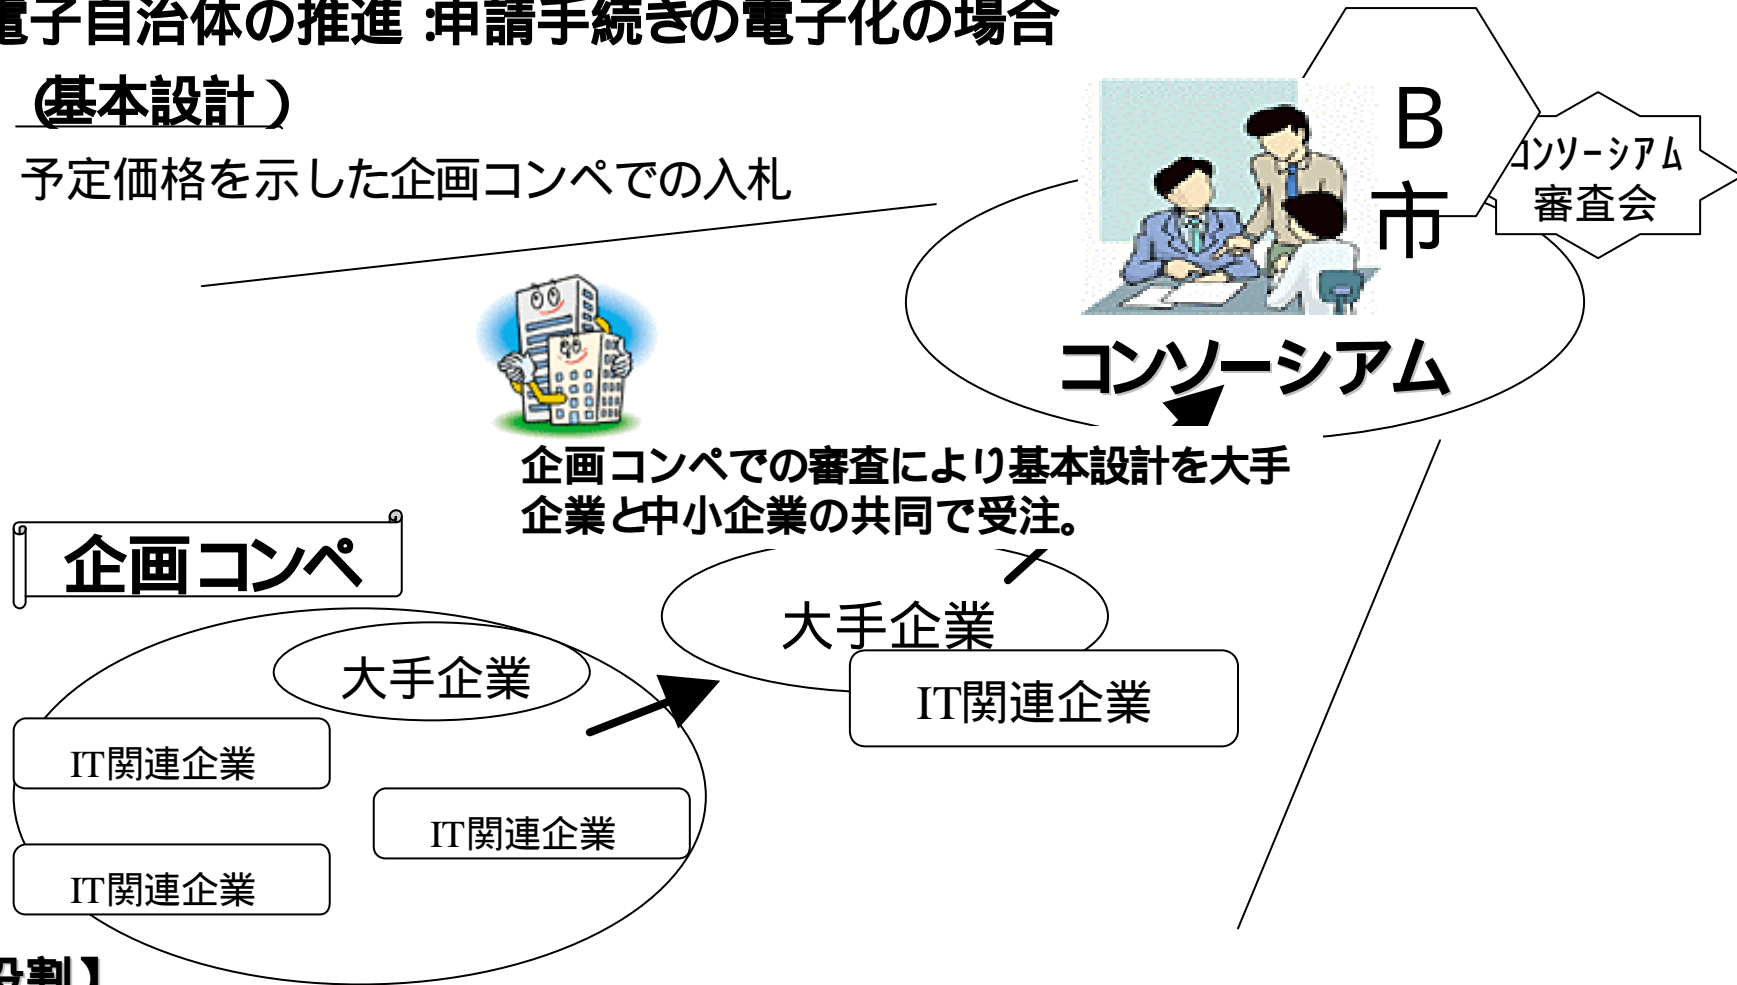 電子自治体の推進:申請手続きの電子化の場合
(基本設計)
予定価格を示した企画コンペでの入札
B
市
コンソーシアム
審査会
コンソーシアム
企画コンペでの審査により基本設計を大手
企業と中小企業の共同で受注。
企画コンペ
大手企業
IT関連企業
大手企業
IT関連企業
IT関連企業
IT関連企業
役割】